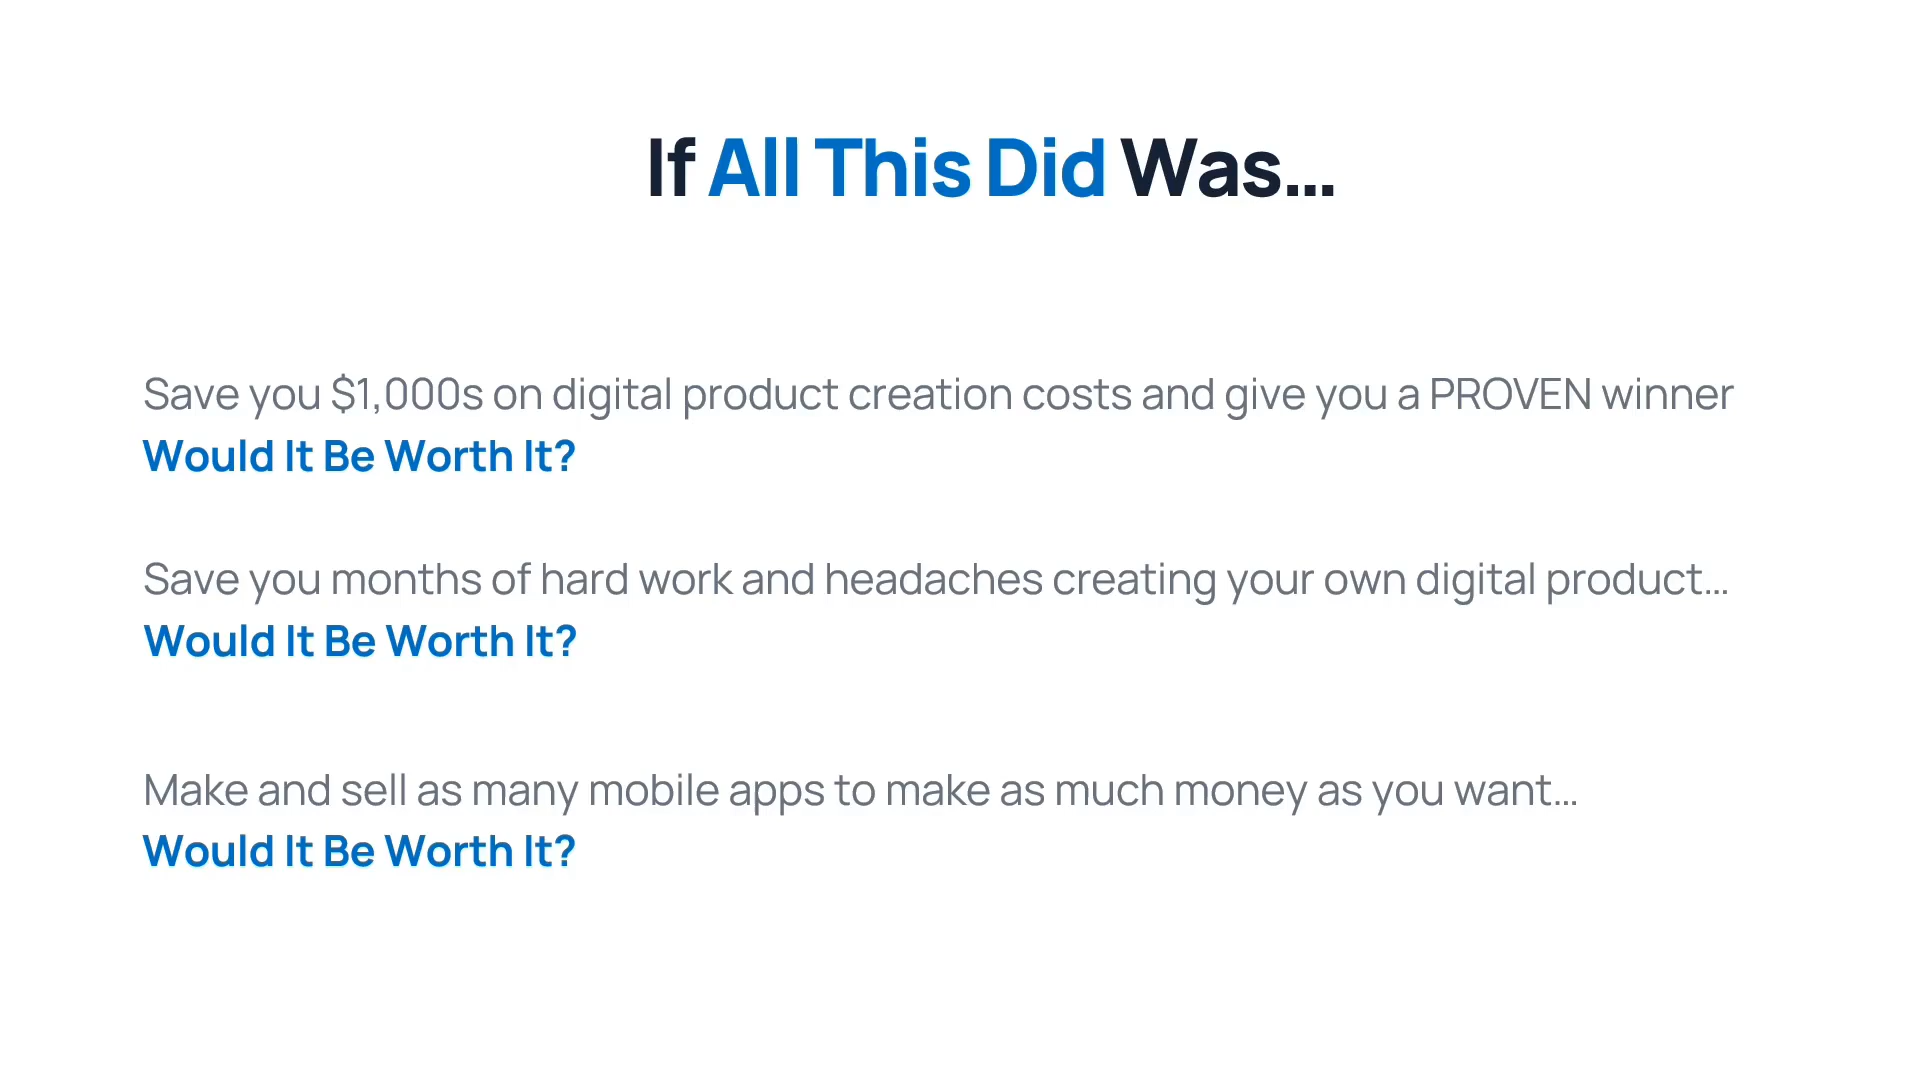 If All This Did Was...
Save you $1,000s on digital product creation costs and give you a PROVEN winner
Would It Be Worth It?
Save you months of hard work and headaches creating your own digital product...
Would It Be Worth It?
Make and sell as many mobile apps to make as much money as you want...
Would It Be Worth It?